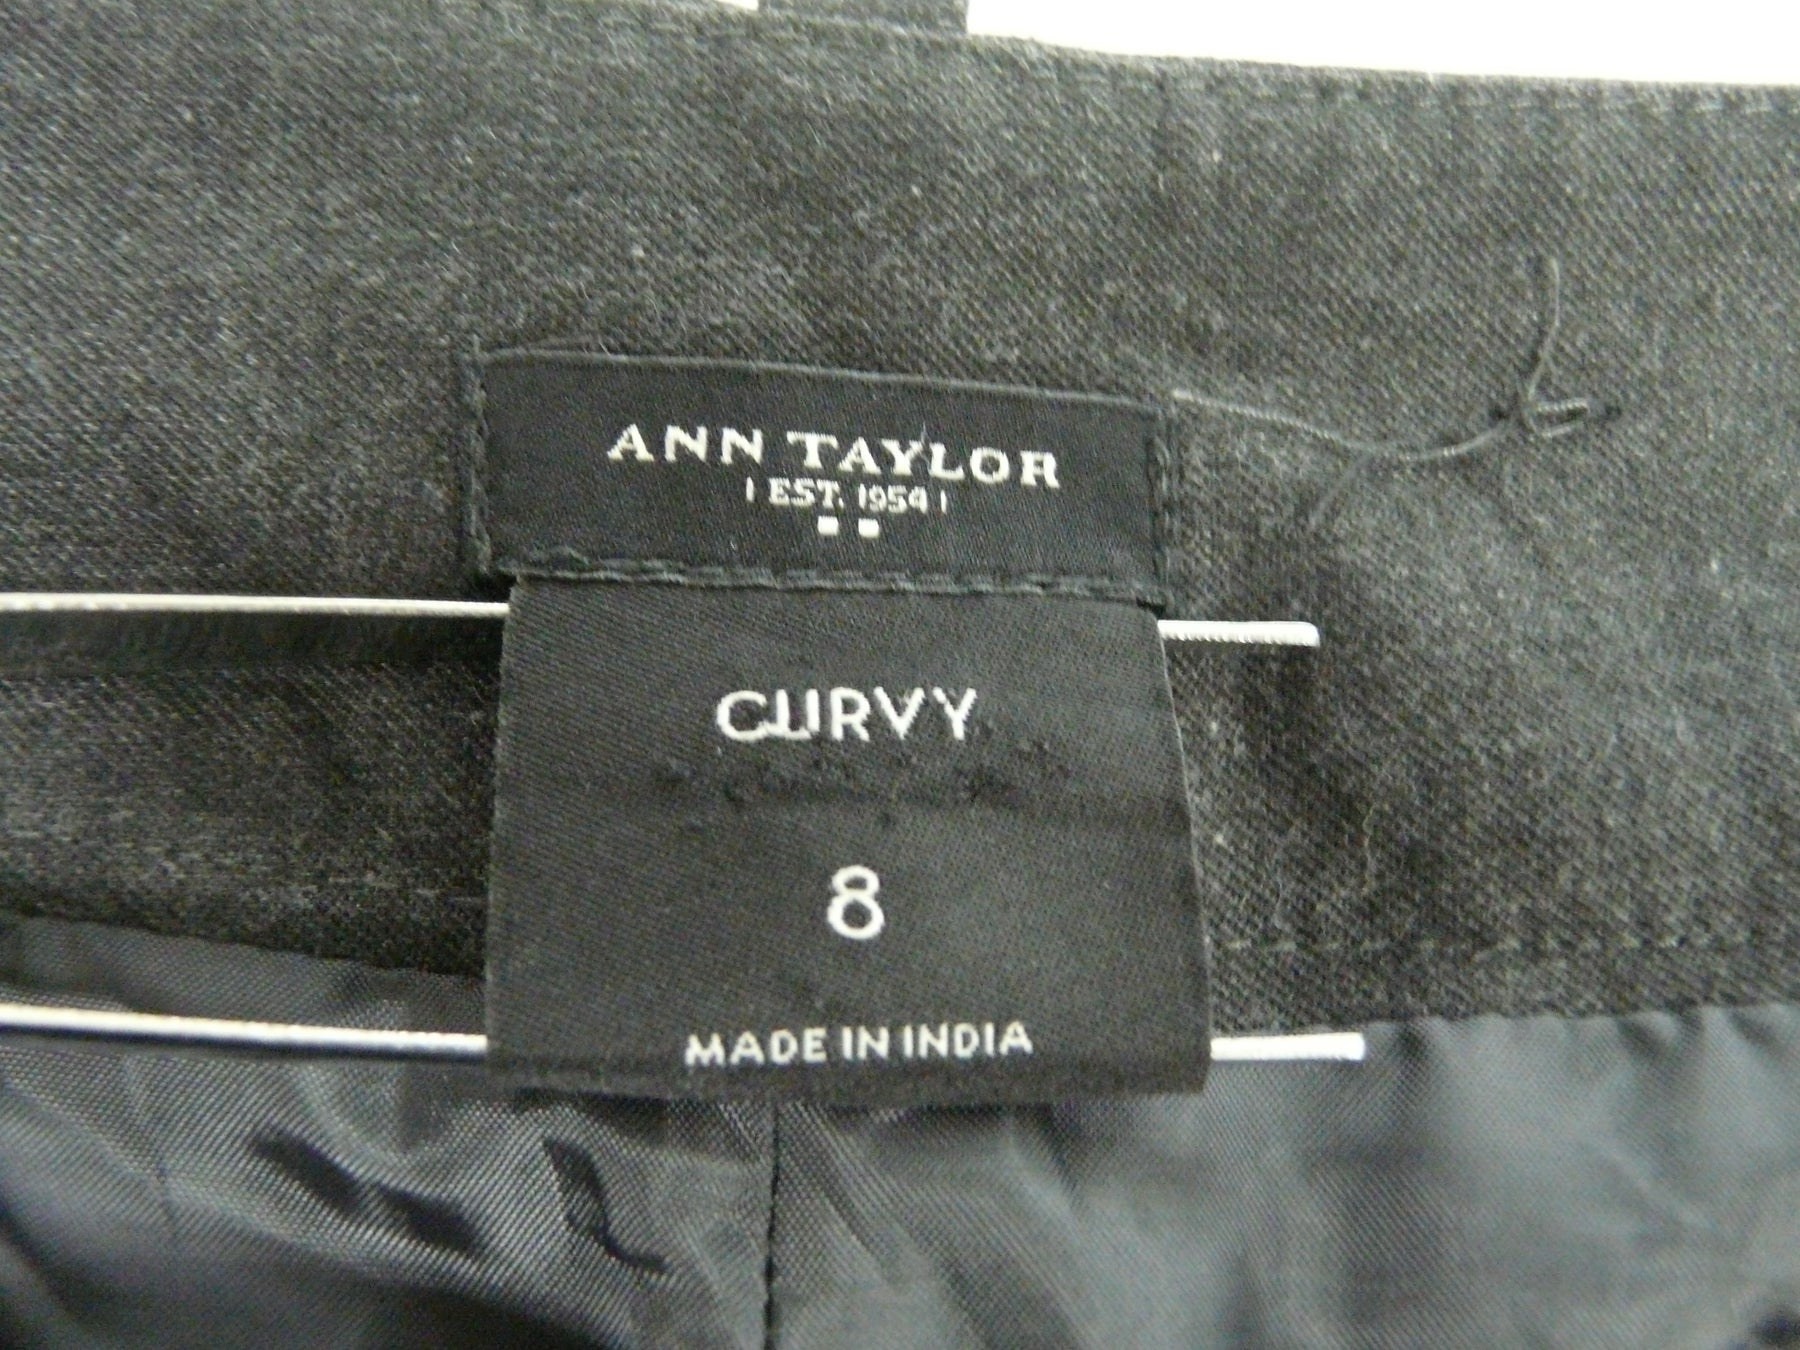 ANN TAYLOR
| EST. 1954 |
CURVY
8
MADE IN INDIA